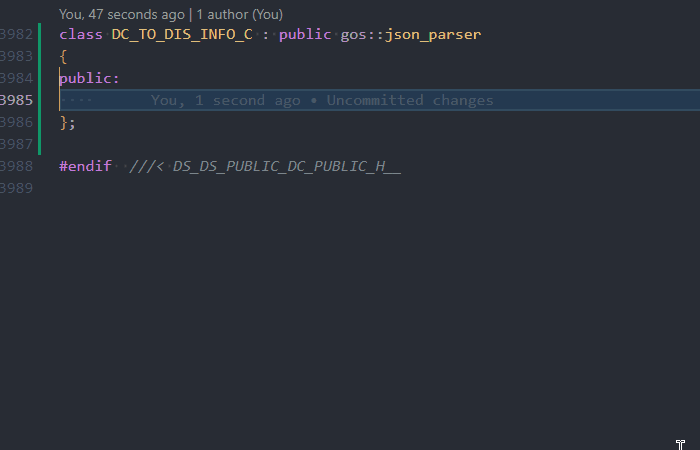 You, 47 seconds ago | 1 author (You)
3982 class DC_TO_DIS_INFO_C : public gos::json_parser
3983 {
3984 public:
3985 You, 1 second ago • Uncommitted changes
3986 };
3987
3988 #endif ///< DS_DS_PUBLIC_DC_PUBLIC_H__
3989